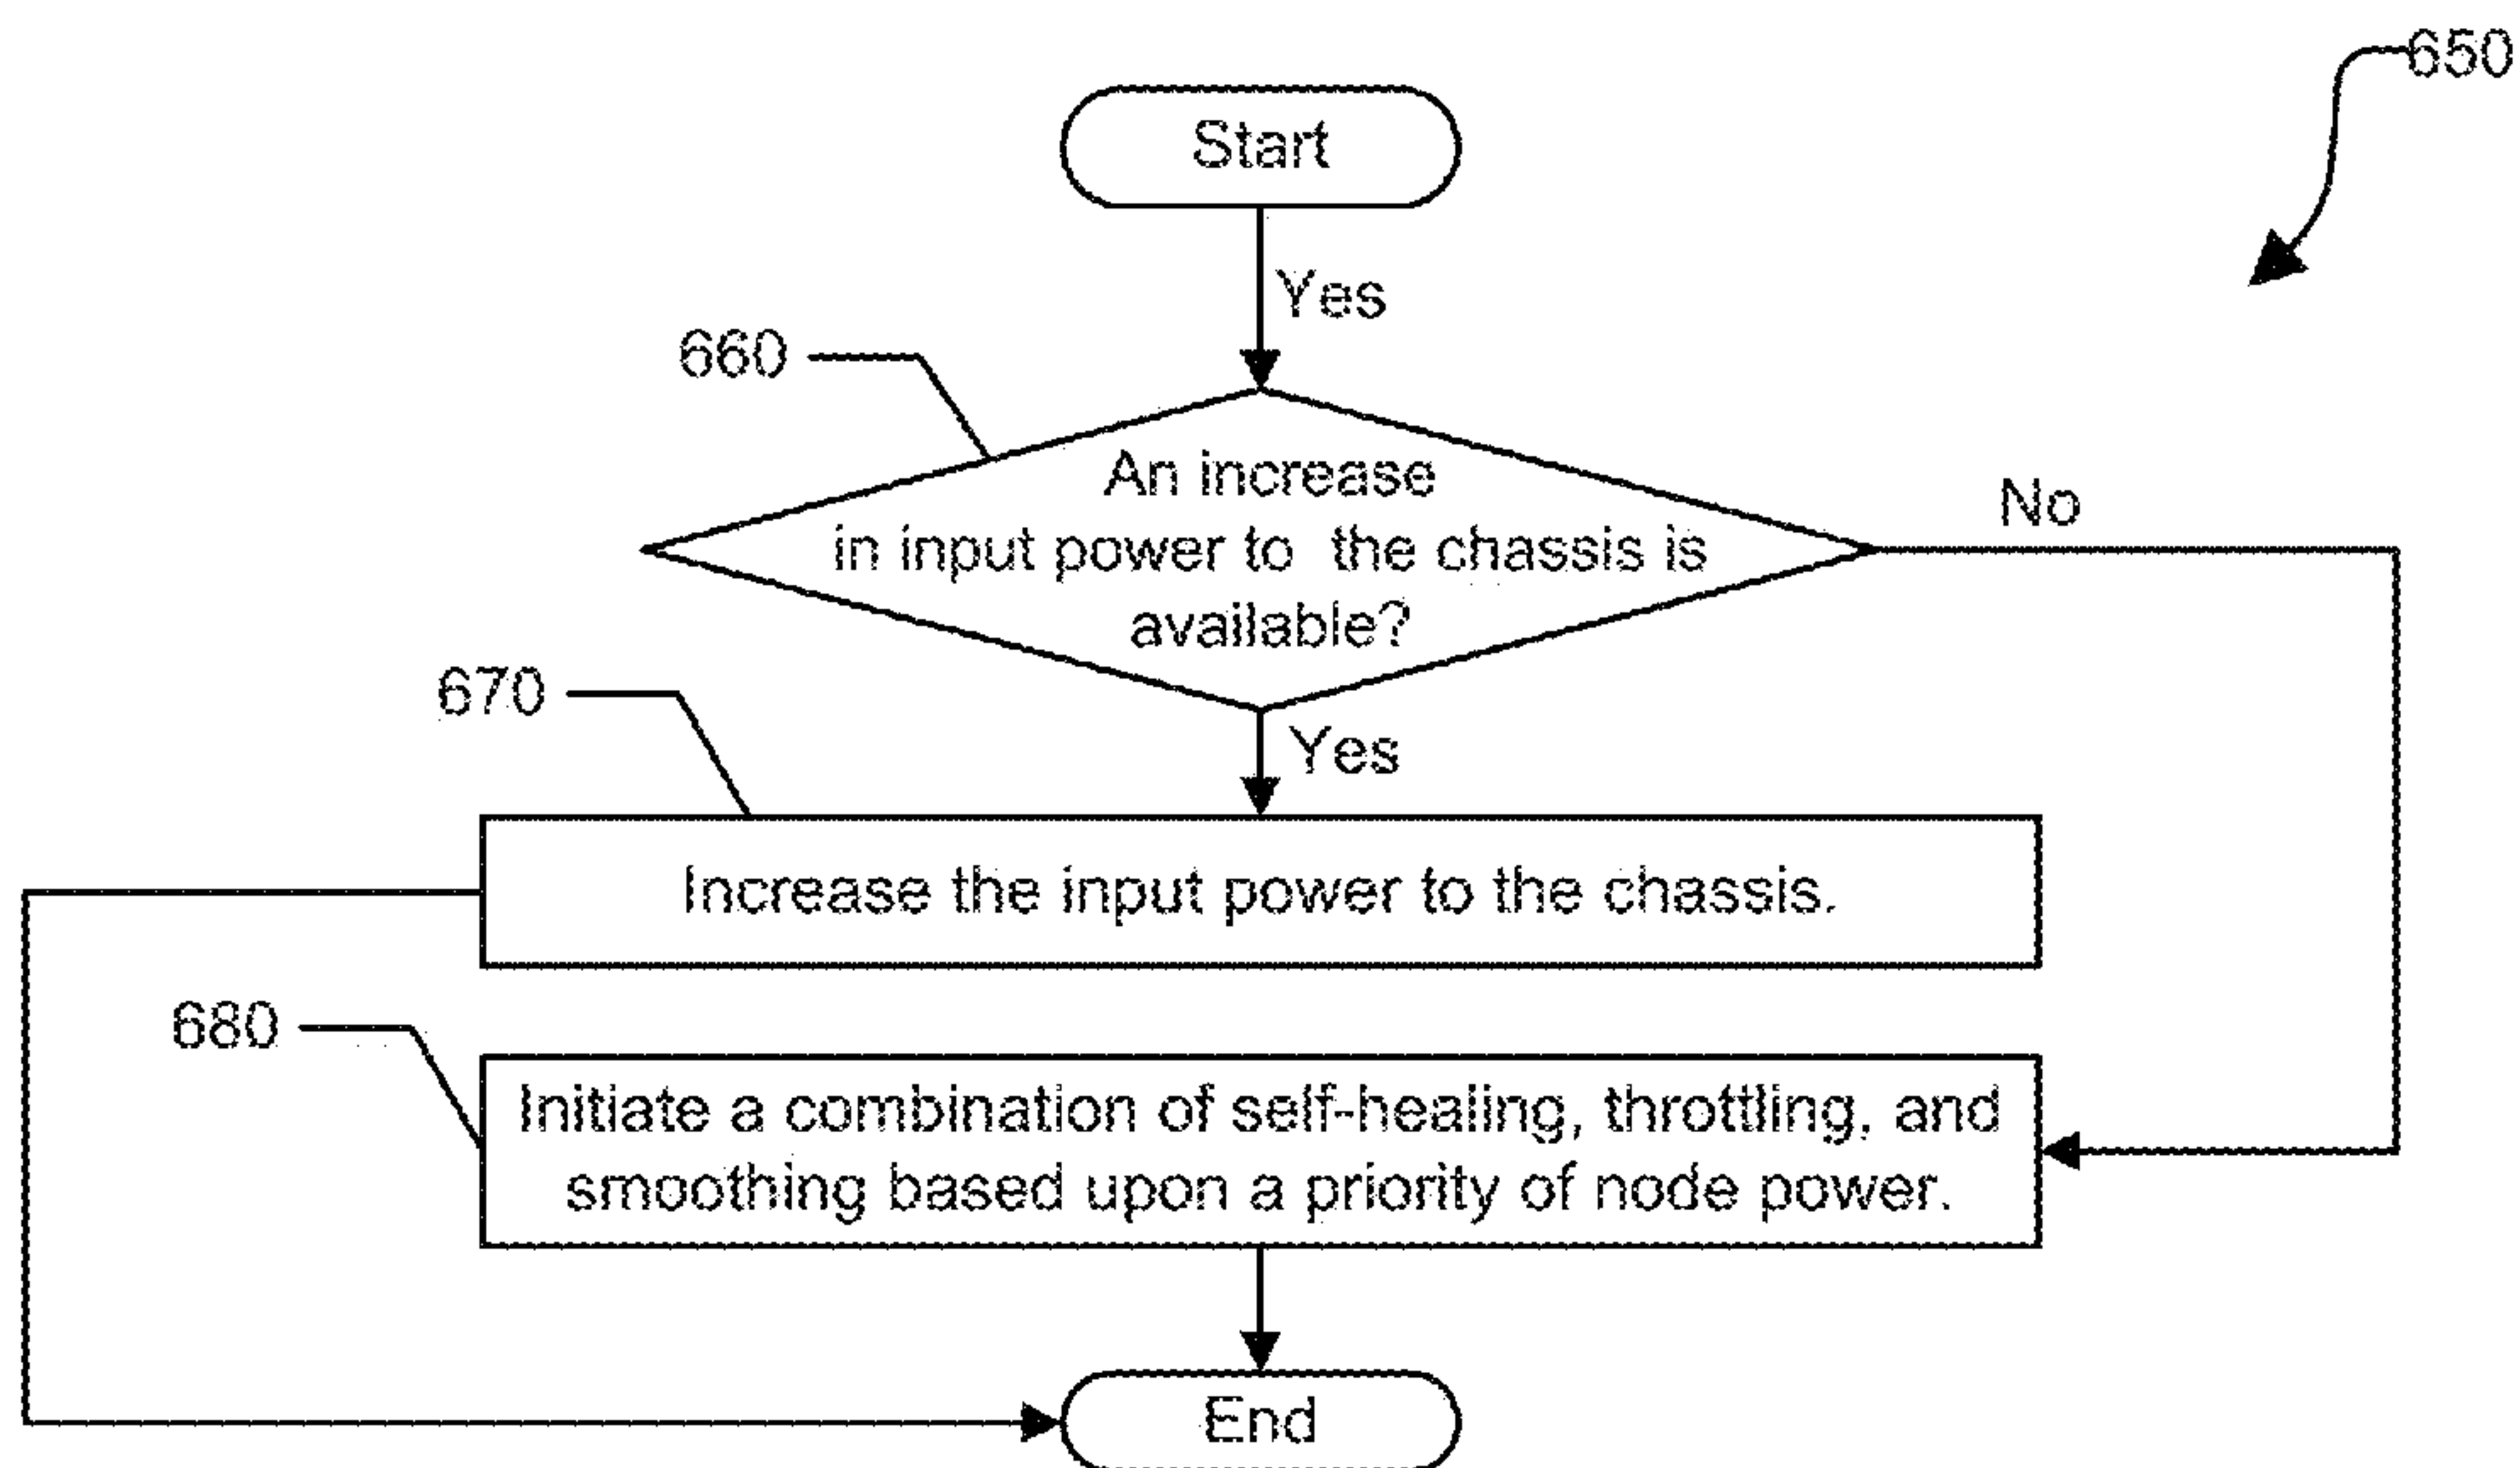 650
Start
Yes
660
An increase
in input power to the chassis is
available?
No
670
Yes
Increase the input power to the chassis.
680
Initiate a combination of self-healing, throttling, and
smoothing based upon a priority of node power.
End